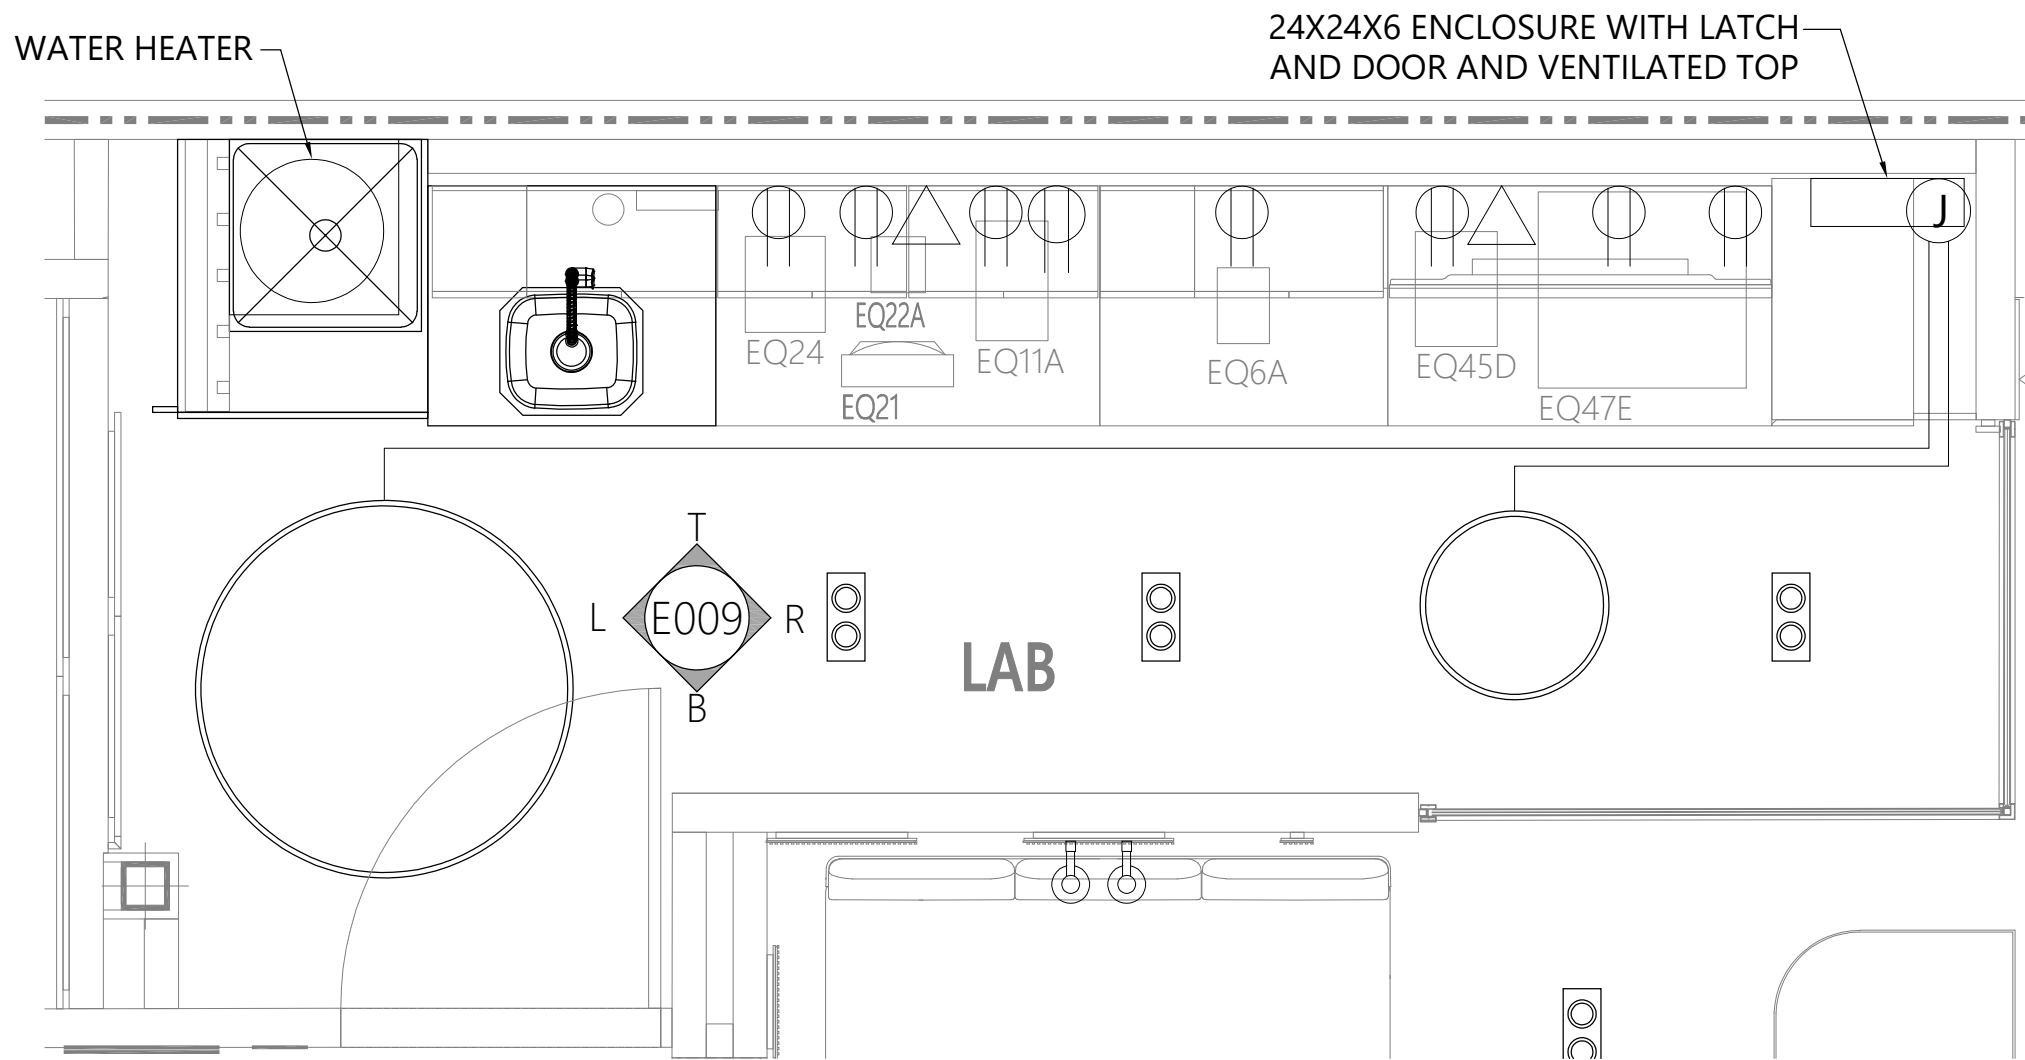 24X24X6 ENCLOSURE WITH LATCH
AND DOOR AND VENTILATED TOP
WATER HEATER
J
EQ22A
EQ24
EQ11A
EQ6A
EQ45D
EQ21
EQ47E
T
L
E009
R
B
LAB